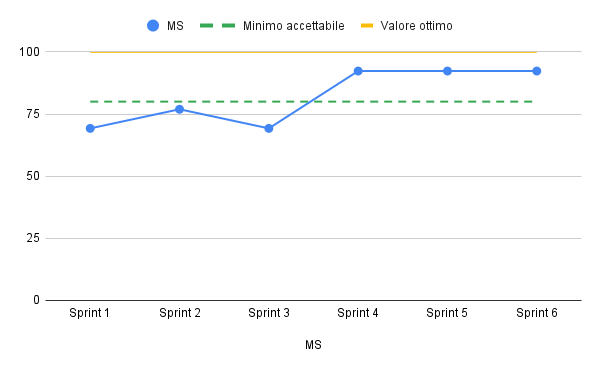 MS Minimo accettabile Valore ottimo
100
75
50
25
0
Sprint 1 Sprint 2 Sprint 3 Sprint 4 Sprint 5 Sprint 6
MS